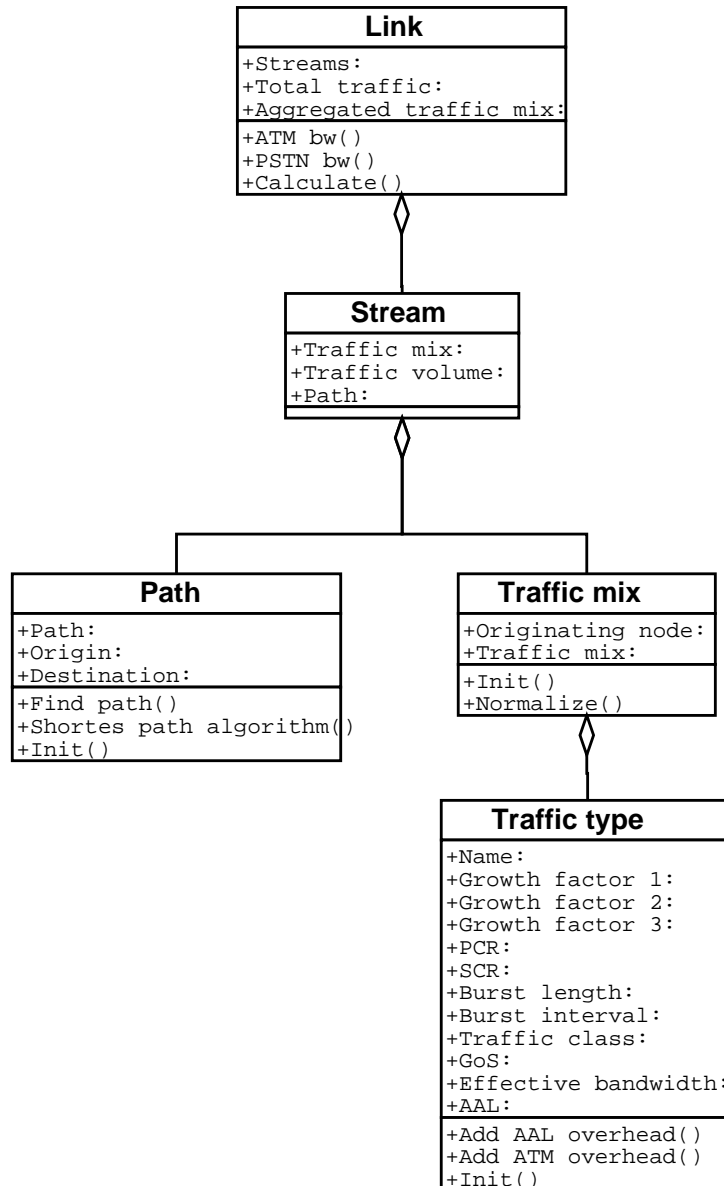 Link
+Streams:
+Total traffic:
+Aggregated traffic mix:
+ATM bw()
+PSTN bw()
+Calculate()
Stream
+Traffic mix:
+Traffic volume:
+Path:
Path
+Path:
+Origin:
+Destination:
+Find path()
+Shortes path algorithm()
+Init()
Traffic mix
+Originating node:
+Traffic mix:
+Init()
+Normalize()
Traffic type
+Name:
+Growth factor 1:
+Growth factor 2:
+Growth factor 3:
+PCR:
+SCR:
+Burst length:
+Burst interval:
+Traffic class:
+GoS:
+Effective bandwidth:
+AAL:
+Add AAL overhead()
+Add ATM overhead()
+Init()